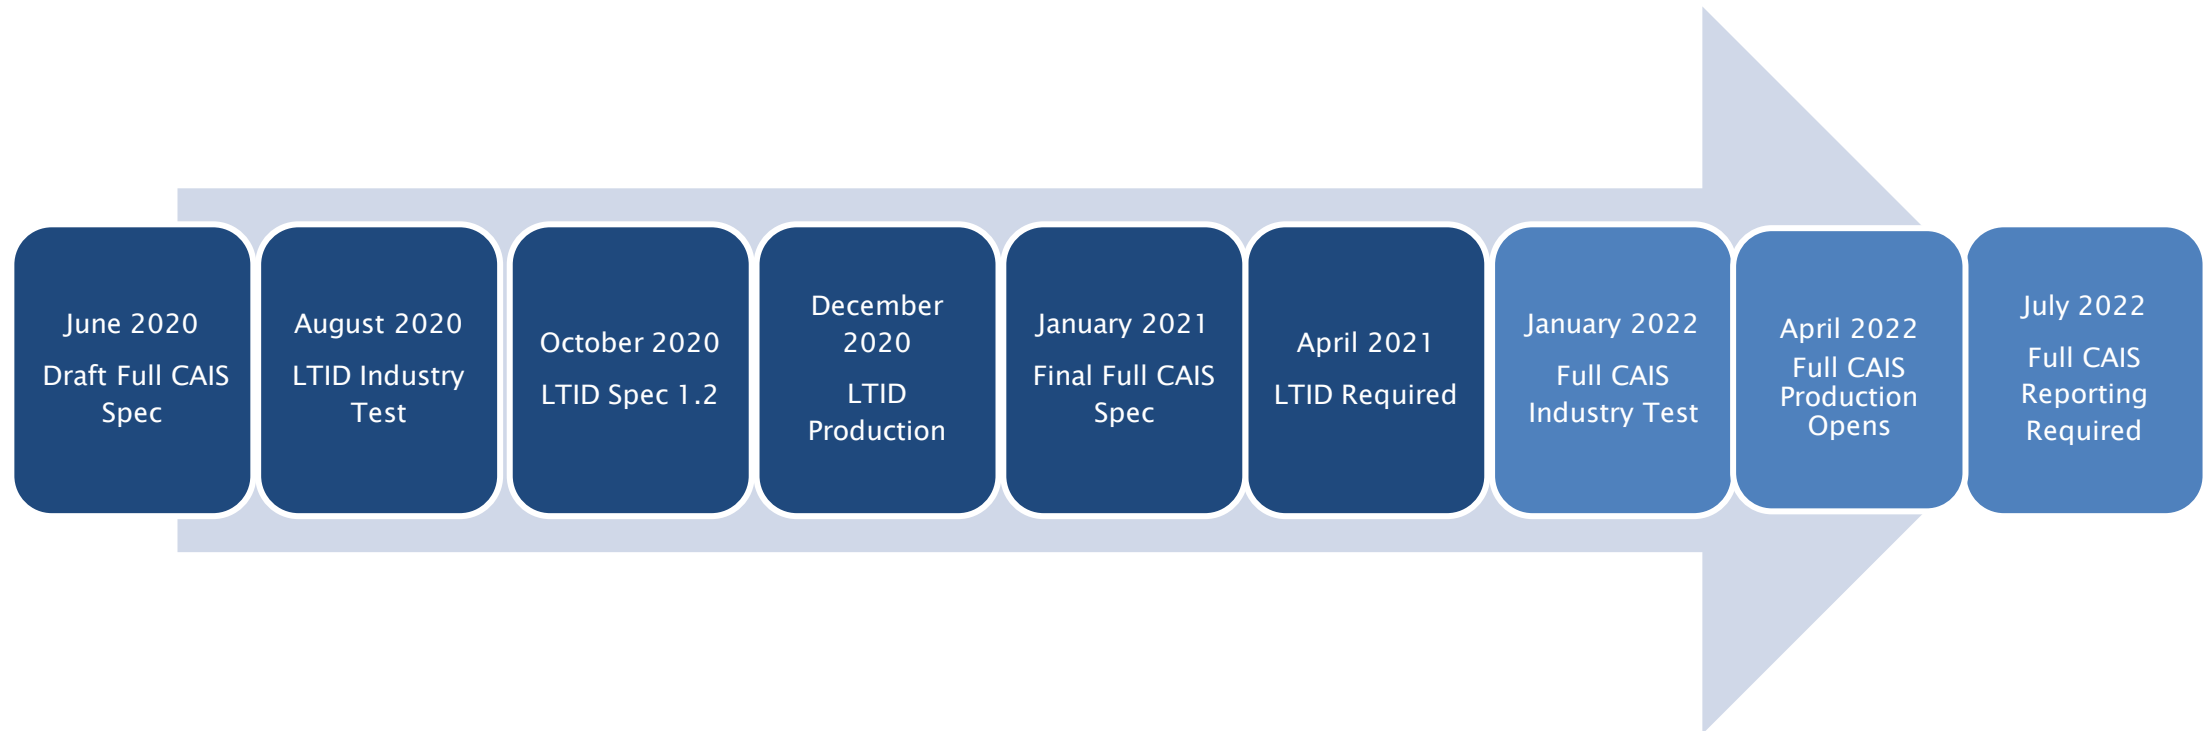 June 2020
Draft Full CAIS
Spec
August 2020
LTID Industry
Test
October 2020
LTID Spec 1.2
December
2020
LTID
Production
January 2021
Final Full CAIS
Spec
April 2021
LTID Required
January 2022
Full CAIS
Industry Test
April 2022
Full CAIS
Production
Opens
July 2022
Full CAIS
Reporting
Required